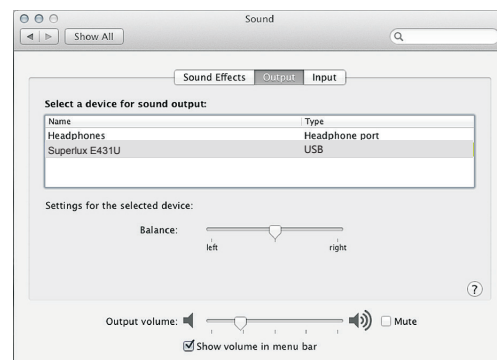 Sound
Show All
Sound Effects Output Input
Select a device for sound output:
Name Type
Headphones Headphone port
Superlux E431U USB
Settings for the selected device:
Balance:
left right
?
Output volume: Mute
Show volume in menu bar